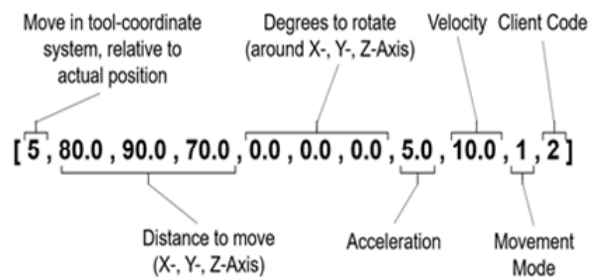 Move in tool-coordinate
system, relative to
actual position
Degrees to rotate
(around X-, Y-, Z-Axis)
Velocity
Client Code
[ 5 , 80.0 , 90.0 , 70.0 , 0.0 , 0.0 , 0.0 , 5.0 , 10.0 , 1 , 2 ]
Distance to move
(X-, Y-, Z-Axis)
Acceleration
Movement
Mode